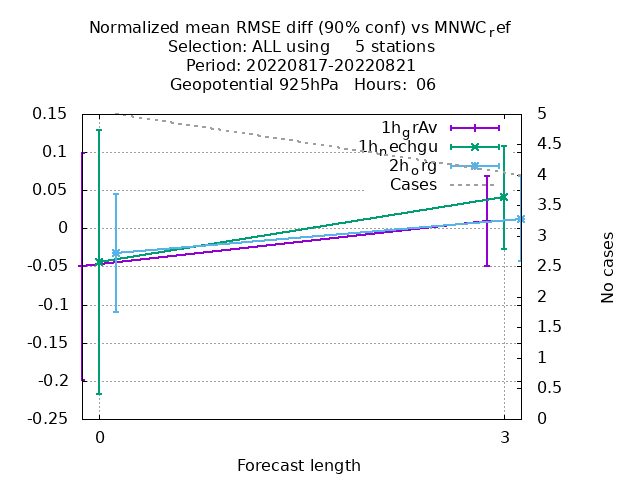 Normalized mean RMSE diff (90% conf) vs MNWC_ref
Selection: ALL using     5 stations
Period: 20220817-20220821
Geopotential 925hPa   Hours:  06
0.15
0.1
0.05
0
-0.05
-0.1
-0.15
-0.2
-0.25
1h_grAv
1h_nechgu
2h_org
Cases
5
4.5
4
3.5
3
2.5
2
1.5
1
0.5
0
No cases
0
3
Forecast length